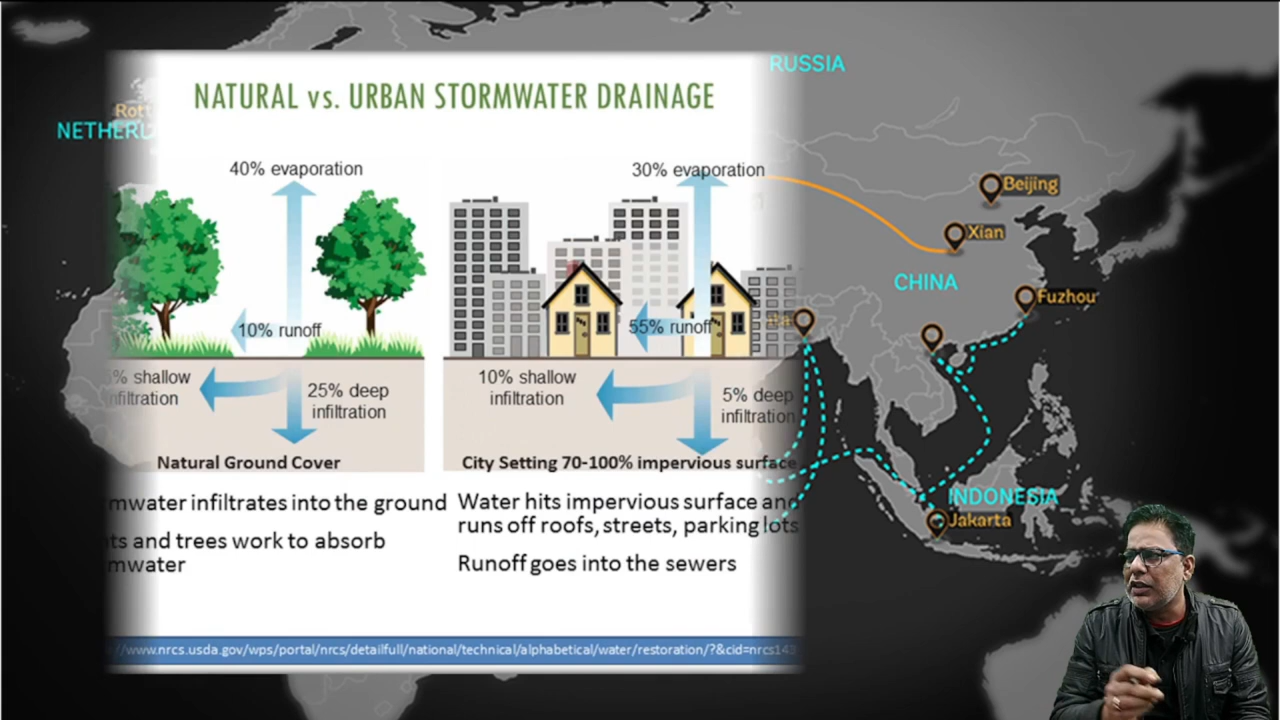 NATURAL vs. URBAN STORMWATER DRAINAGE
40% evaporation
10% runoff
% shallow
infiltration
25% deep
infiltration
Natural Ground Cover
30% evaporation
55% runoff
10% shallow
infiltration
5% deep
infiltration
City Setting 70-100% impervious surface
mwater infiltrates into the ground
ts and trees work to absorb
mwater
Water hits impervious surface and
runs off roofs, streets, parking lots
Runoff goes into the sewers
//www.nrcs.usda.gov/wps/portal/nrcs/detailfull/national/technical/alphabetical/water/restoration/?&cid=nrcs143
Rott
NETHERL
RUSSIA
Beijing
Xian
CHINA
Fuzhou
INDONESIA
Jakarta